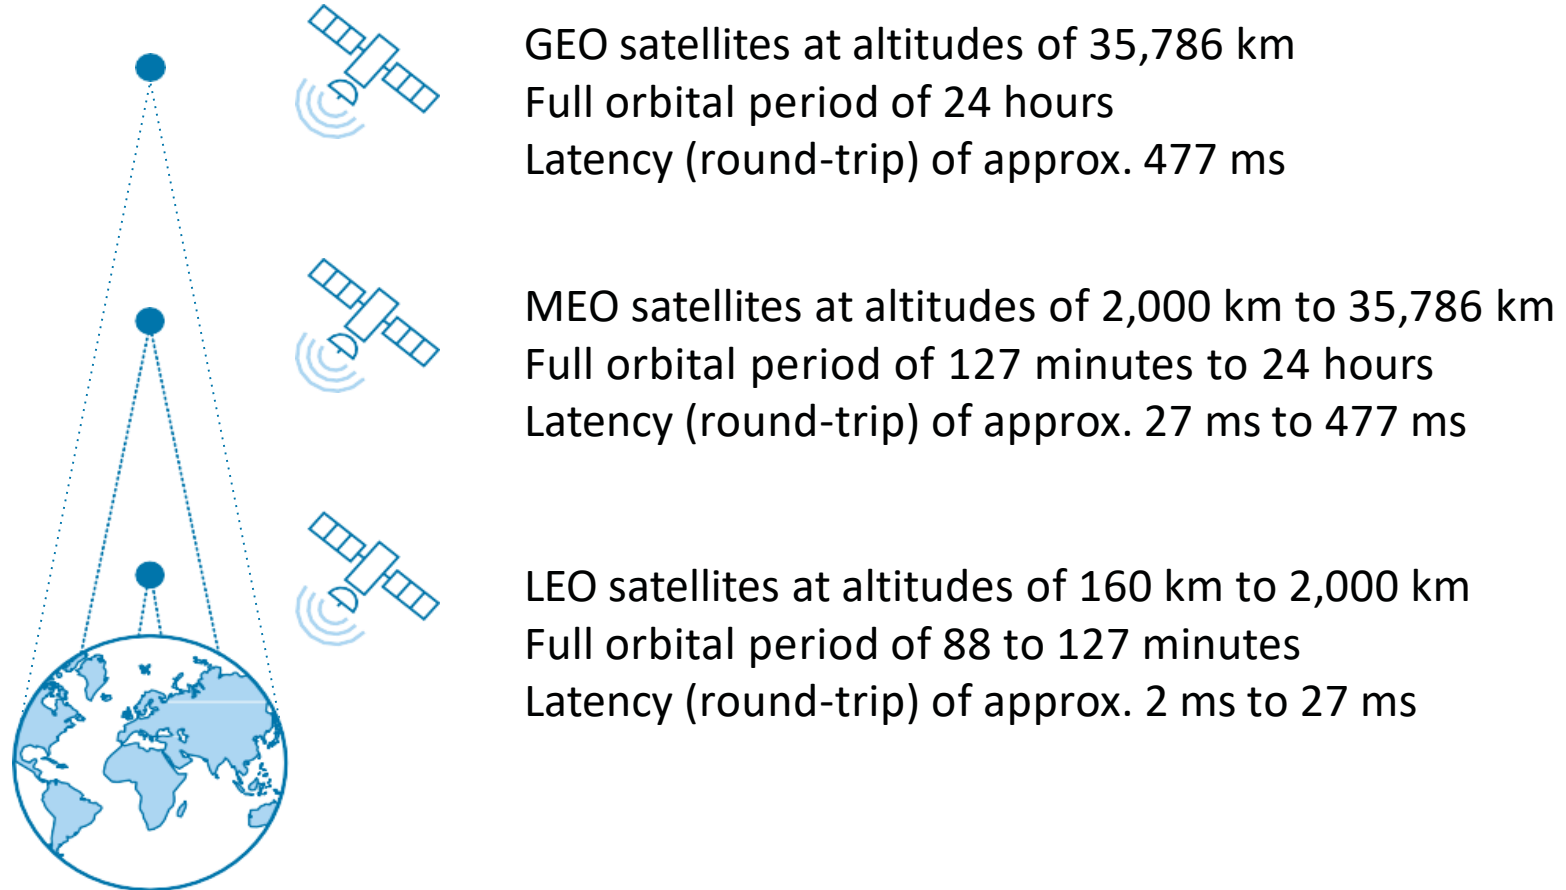 GEO satellites at altitudes of 35,786 km
Full orbital period of 24 hours
Latency (round-trip) of approx. 477 ms
MEO satellites at altitudes of 2,000 km to 35,786 km
Full orbital period of 127 minutes to 24 hours
Latency (round-trip) of approx. 27 ms to 477 ms
LEO satellites at altitudes of 160 km to 2,000 km
Full orbital period of 88 to 127 minutes
Latency (round-trip) of approx. 2 ms to 27 ms